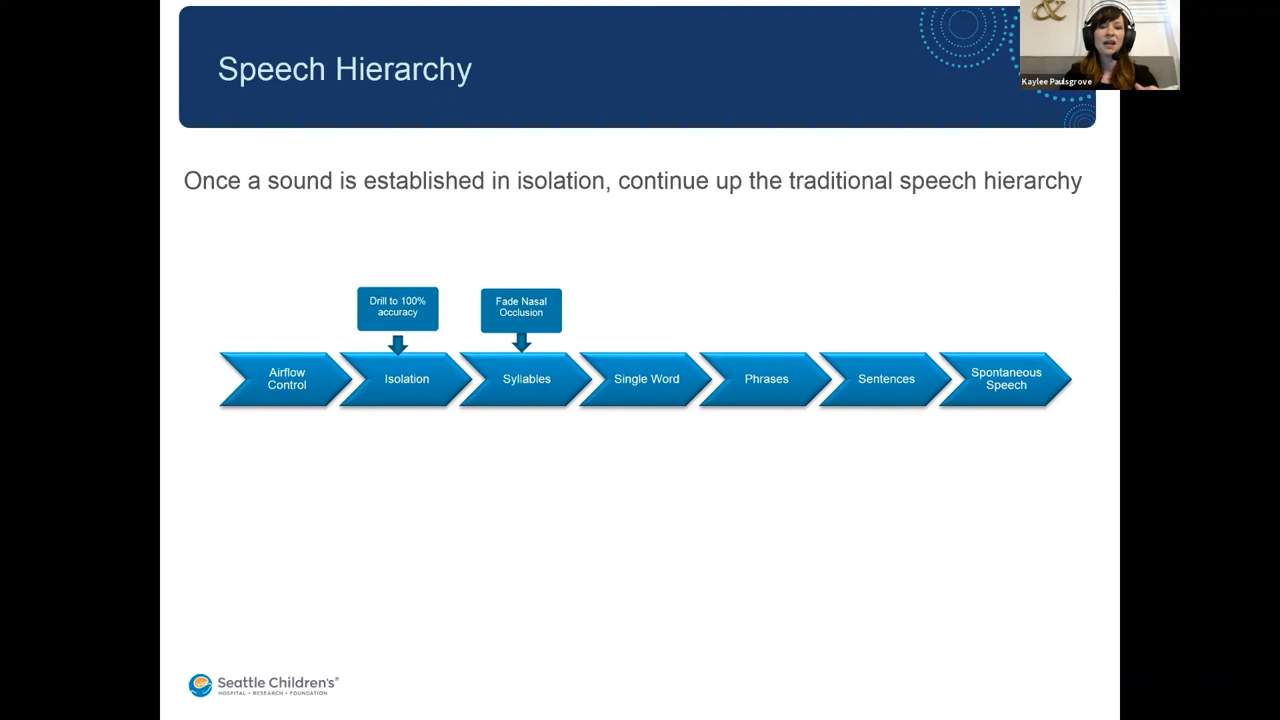 Speech Hierarchy
&
Kaylee Paulsgrove
Once a sound is established in isolation, continue up the traditional speech hierarchy
Drill to 100%
accuracy
Fade Nasal
Occlusion
Airflow
Control
Isolation
Syllables
Single Word
Phrases
Sentences
Spontaneous
Speech
Seattle Children's®
HOSPITAL • RESEARCH • FOUNDATION